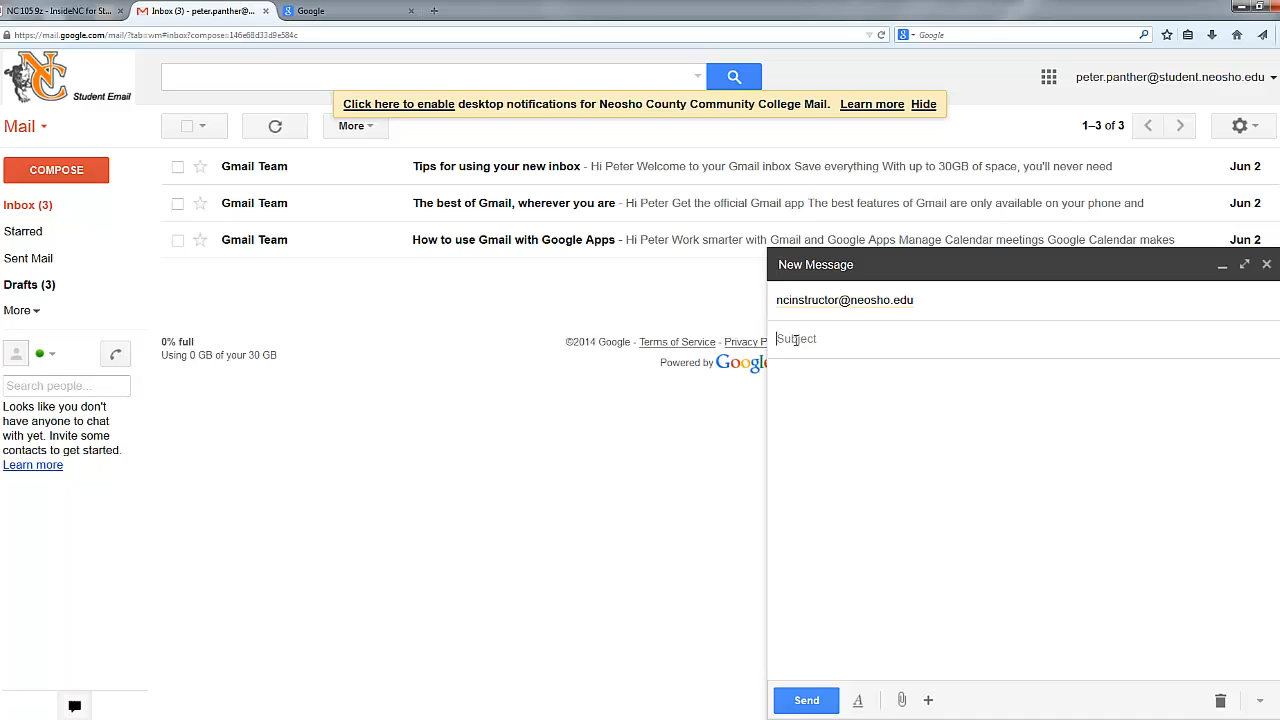 NC105 9z - InsideNC for St...
Inbox (3) - peter.panther@...
Google
https://mail.google.com/mail/?tab=wm#inbox?compose=146e68d33d9e584c
Google
NC Student Email
peter.panther@student.neosho.edu
Click here to enable desktop notifications for Neosho County Community College Mail. Learn more Hide
Mail
More
1–3 of 3
COMPOSE
Gmail Team Tips for using your new inbox - Hi Peter Welcome to your Gmail inbox Save everything With up to 30GB of space, you'll never need Jun 2
Inbox (3)
Gmail Team The best of Gmail, wherever you are - Hi Peter Get the official Gmail app The best features of Gmail are only available on your phone and Jun 2
Starred
Gmail Team How to use Gmail with Google Apps - Hi Peter Work smarter with Gmail and Google Apps Manage Calendar meetings Google Calendar makes Jun 2
Sent Mail
Drafts (3)
More
Search people...
Looks like you don't
have anyone to chat
with yet. Invite some
contacts to get started.
Learn more
0% full
Using 0 GB of your 30 GB
©2014 Google - Terms of Service - Privacy P
Powered by Google
New Message
ncinstructor@neosho.edu
Subject
Send